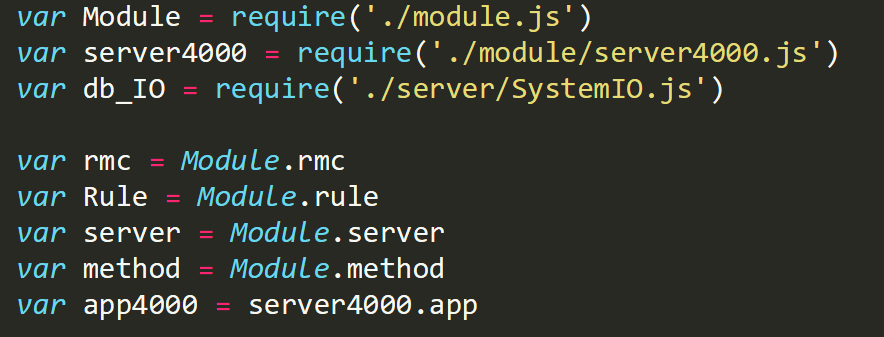 var Module = require('./module.js')
var server4000 = require('./module/server4000.js')
var db_IO = require('./server/SystemIO.js')
var rmc = Module.rmc
var Rule = Module.rule
var server = Module.server
var method = Module.method
var app4000 = server4000.app